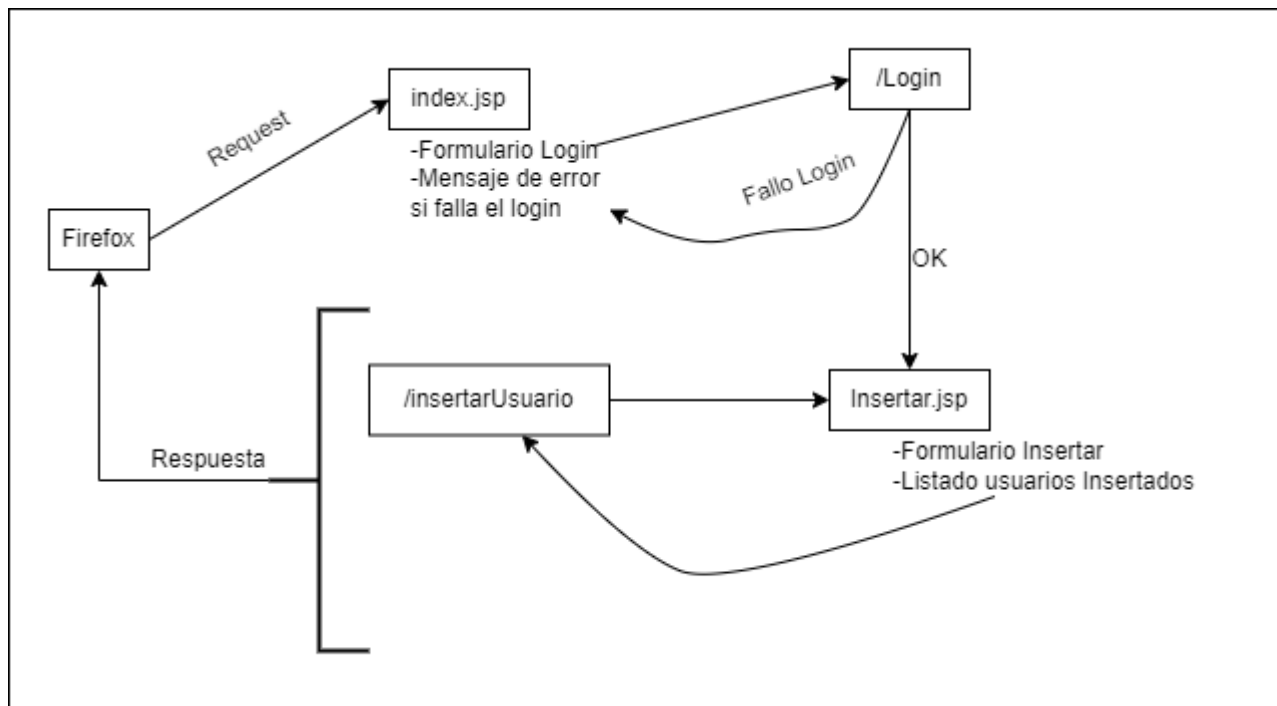 index.jsp
/Login
Request
-Formulario Login
-Mensaje de error
si falla el login
Fallo Login
Firefox
OK
/insertarUsuario
Insertar.jsp
Respuesta
-Formulario Insertar
-Listado usuarios Insertados